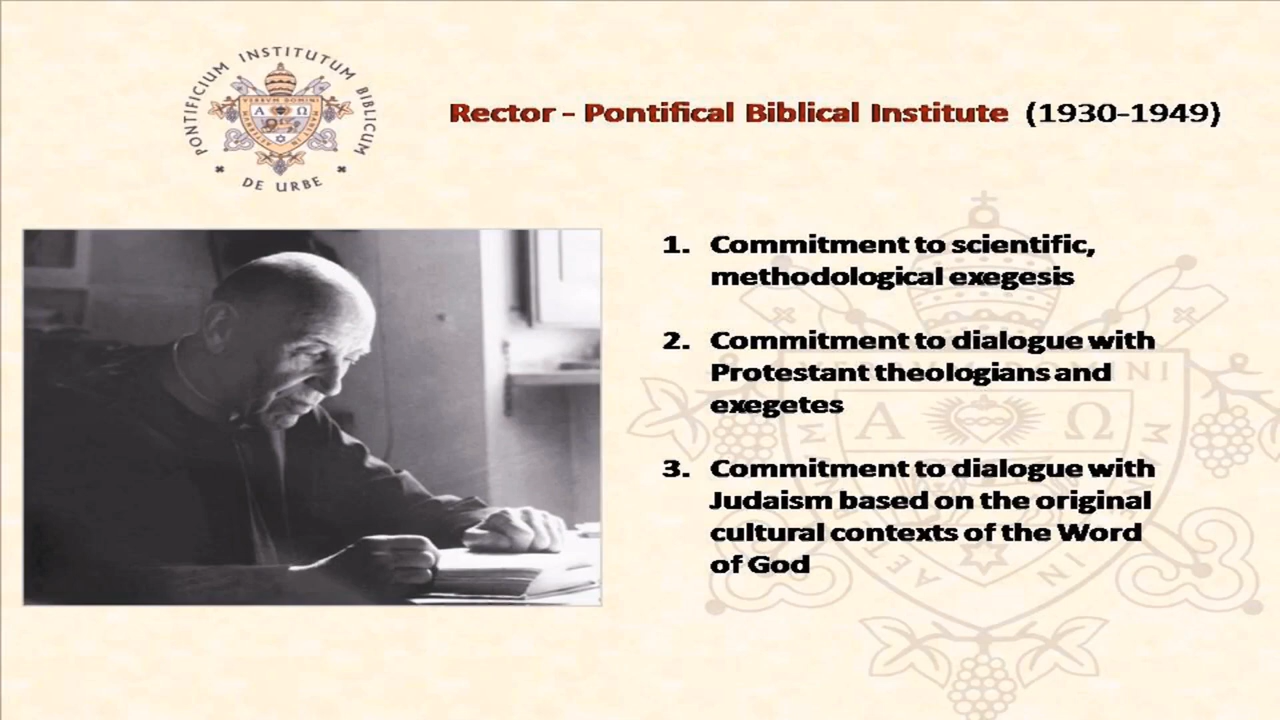 PONTIFICIUM INSTITUTUM BIBLICUM
DE URBE
VERBVM DOMINI
A Ω
Rector – Pontifical Biblical Institute (1930-1949)
1. Commitment to scientific,
methodological exegesis
2. Commitment to dialogue with
Protestant theologians and
exegetes
3. Commitment to dialogue with
Judaism based on the original
cultural contexts of the Word
of God
A Ω